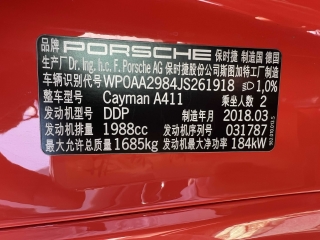 品牌 PORSCHE 保时捷 制造国 德国
生产厂Dr. Ing. h.c. F. Porsche AG 保时捷股份公司斯图加特工厂制造
车辆识别代号 WP0AA2984JS261918 1,0%
整车型号 Cayman A411 乘坐人数 2
发动机型号 DDP 制造年月 2018.03
发动机排量 1988cc 发动机号 031787
最大允许总质量 1685kg 发动机最大净功率 184kW